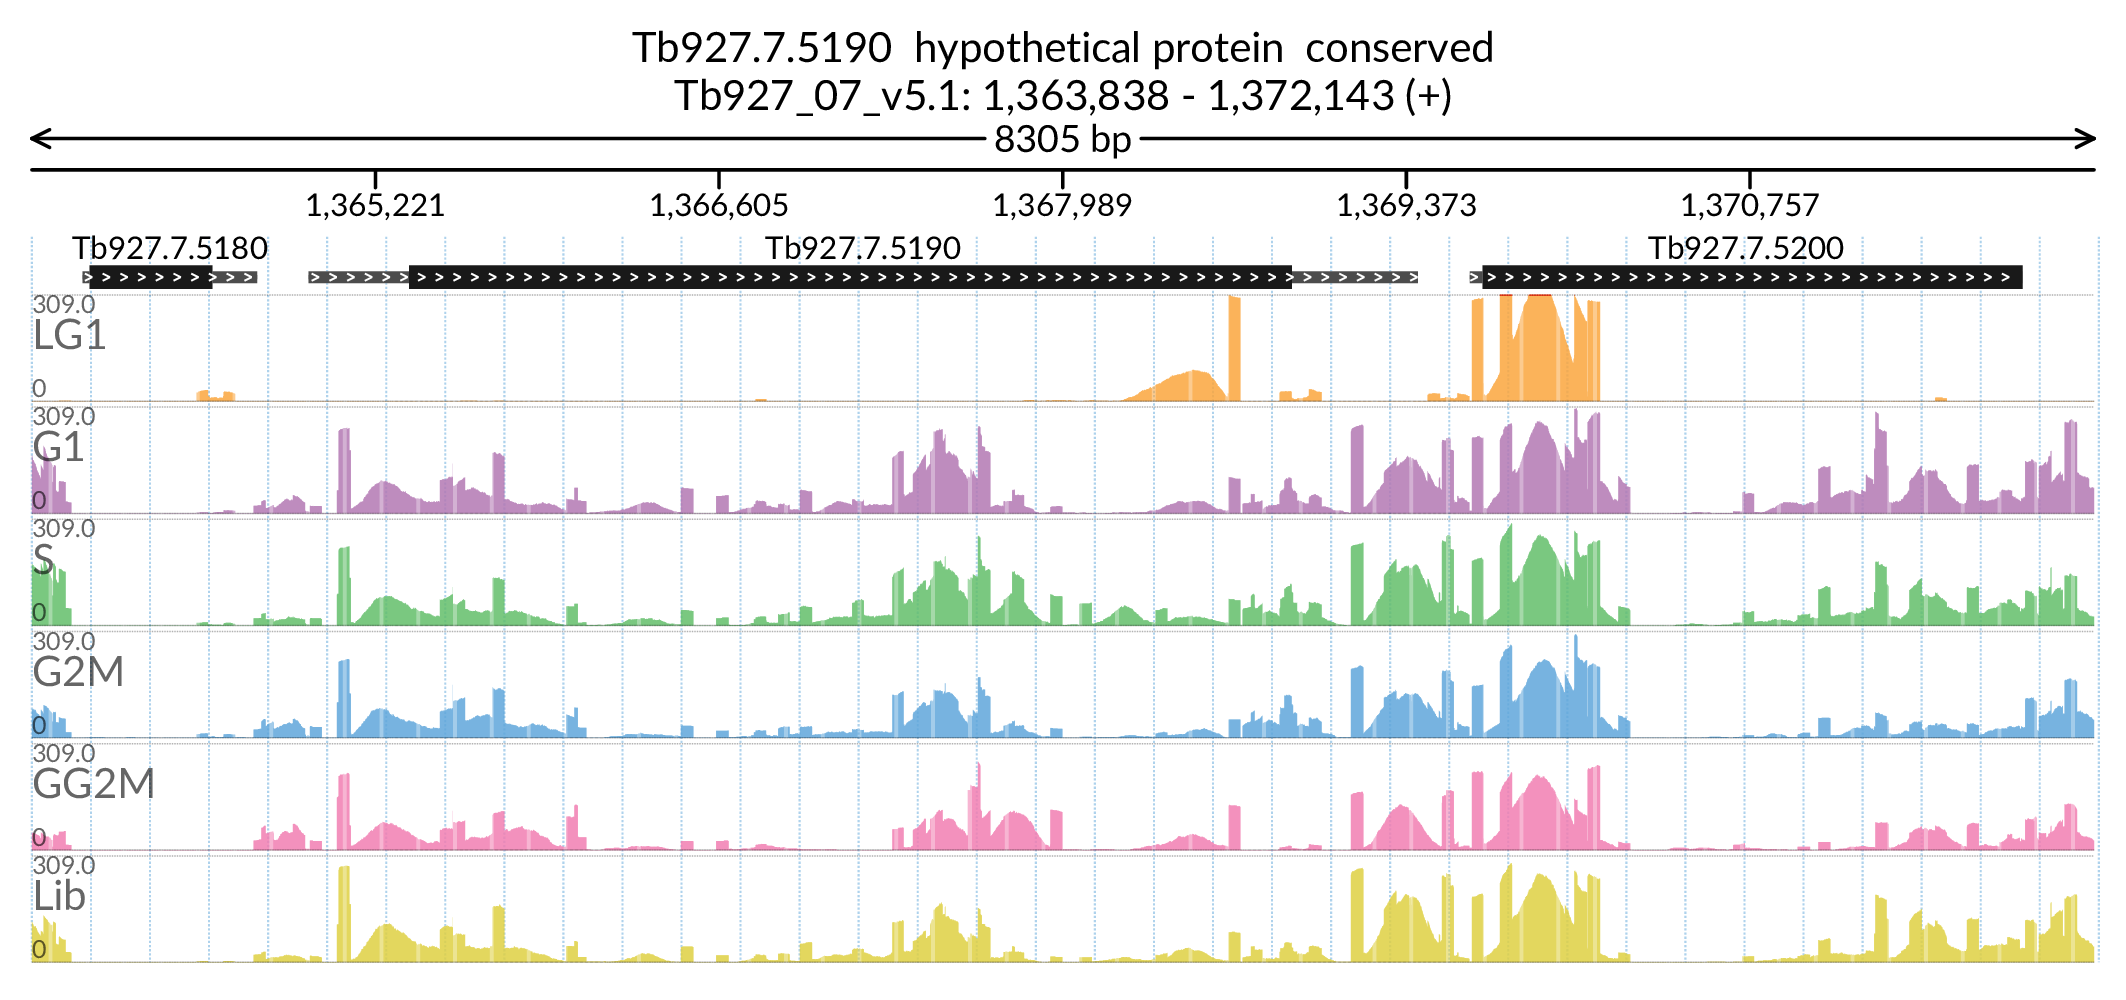 Tb927.7.5190  hypothetical protein  conserved
Tb927_07_v5.1: 1,363,838 - 1,372,143 (+)
8305 bp
1,365,221 1,366,605 1,367,989 1,369,373 1,370,757
Tb927.7.5180 Tb927.7.5190 Tb927.7.5200
309.0
LG1
0
309.0
G1
0
309.0
S
0
309.0
G2M
0
309.0
GG2M
0
309.0
Lib
0